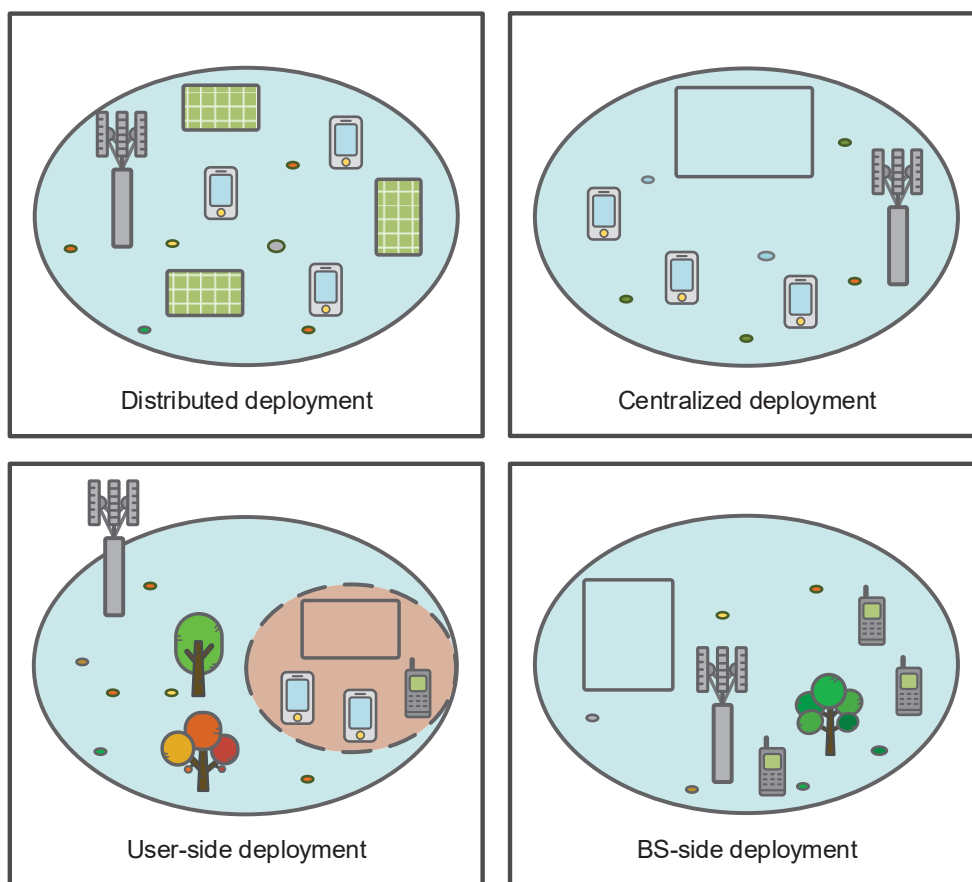 Distributed deployment
Centralized deployment
User-side deployment
BS-side deployment